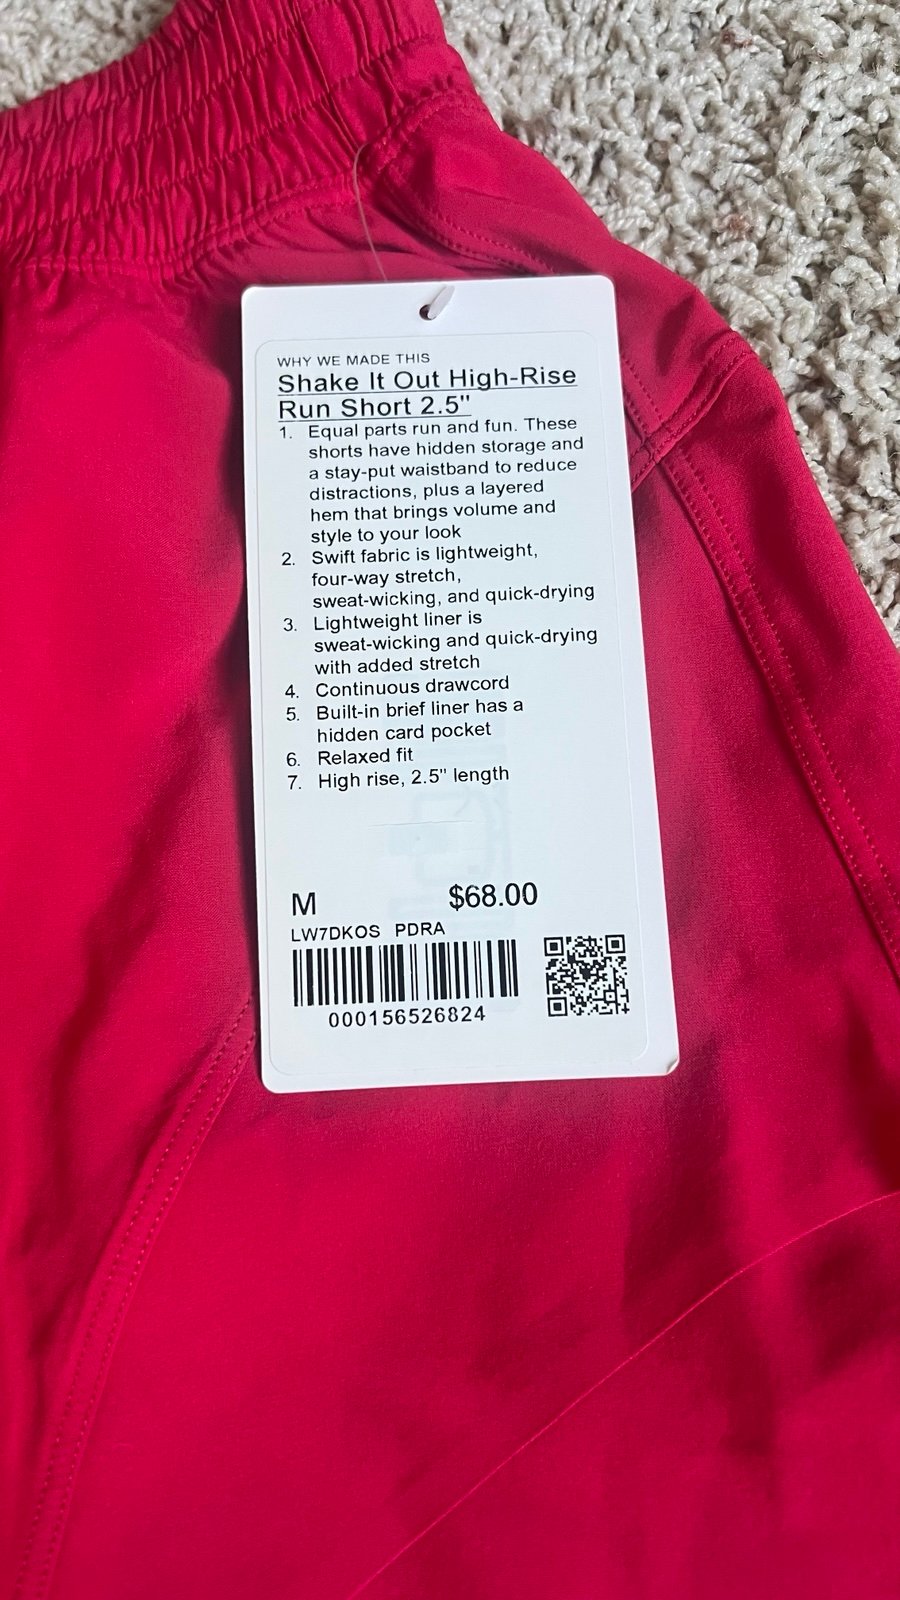 WHY WE MADE THIS
Shake It Out High-Rise
Run Short 2.5"
1. Equal parts run and fun. These
shorts have hidden storage and
a stay-put waistband to reduce
distractions, plus a layered
hem that brings volume and
style to your look
2. Swift fabric is lightweight,
four-way stretch,
sweat-wicking, and quick-drying
3. Lightweight liner is
sweat-wicking and quick-drying
with added stretch
4. Continuous drawcord
5. Built-in brief liner has a
hidden card pocket
6. Relaxed fit
7. High rise, 2.5" length
M $68.00
LW7DKOS PDRA
000156526824